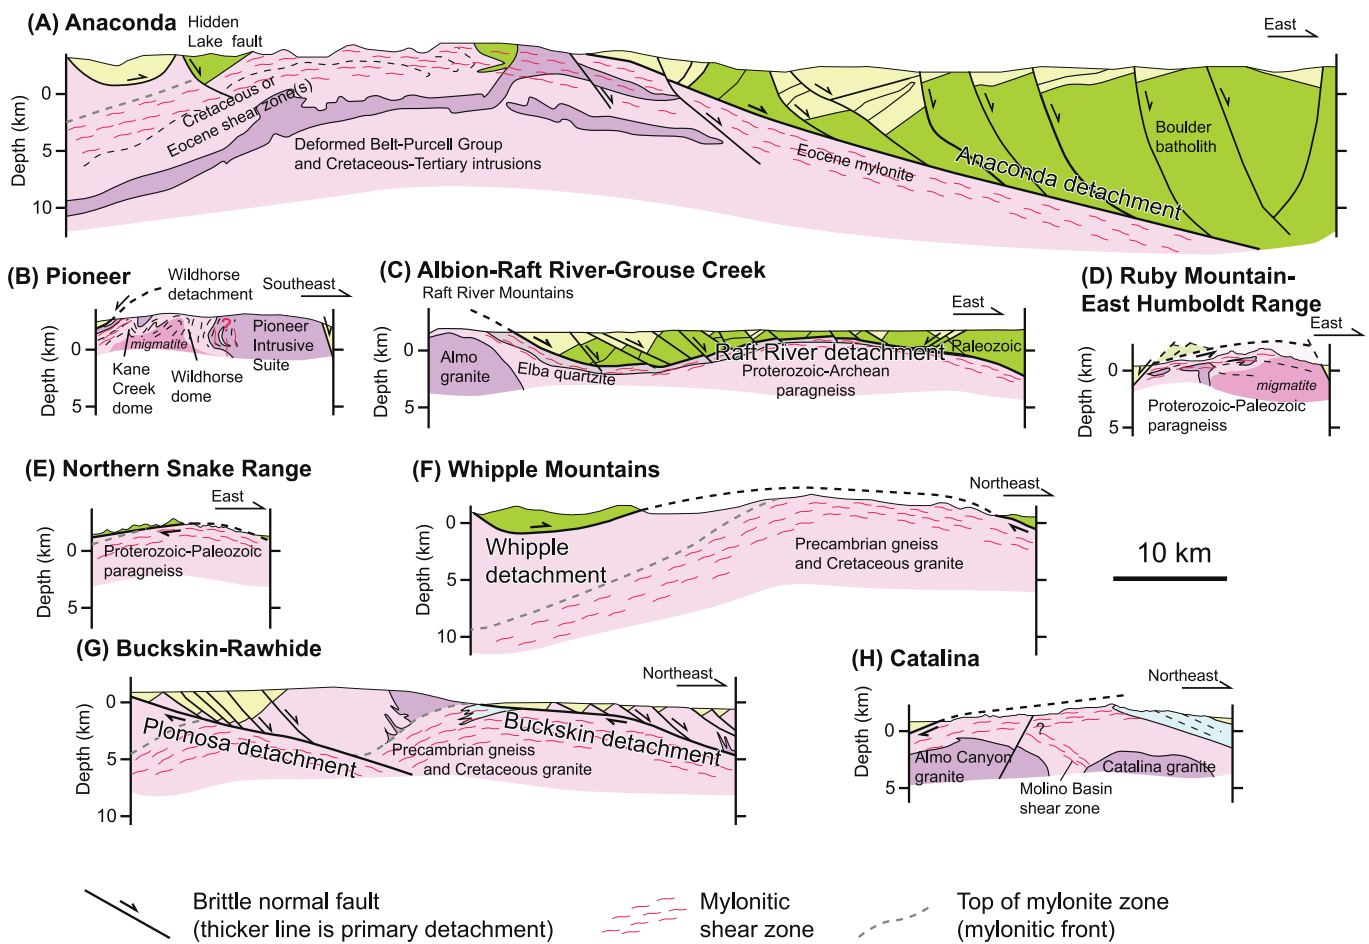 (A) Anaconda
Hidden
Lake fault
East
Depth (km)
0
5
10
Cretaceous or
Eocene shear zone(s)
Deformed Belt-Purcell Group
and Cretaceous-Tertiary intrusions
Eocene mylonite
Anaconda detachment
Boulder
batholith
(B) Pioneer
Wildhorse
detachment
Southeast
Depth (km)
0
5
migmatite
?
Pioneer
Intrusive
Suite
Kane
Creek
dome
Wildhorse
dome
(C) Albion-Raft River-Grouse Creek
Raft River Mountains
East
Depth (km)
0
5
Almo
granite
Elba quartzite
Raft River detachment
Proterozoic-Archean
paragneiss
Paleozoic
(D) Ruby Mountain-
East Humboldt Range
East
Depth (km)
0
5
migmatite
Proterozoic-Paleozoic
paragneiss
(E) Northern Snake Range
East
Depth (km)
0
5
Proterozoic-Paleozoic
paragneiss
(F) Whipple Mountains
Northeast
Depth (km)
0
5
10
Whipple
detachment
Precambrian gneiss
and Cretaceous granite
10 km
(G) Buckskin-Rawhide
Northeast
Depth (km)
0
5
10
Plomosa detachment
Buckskin detachment
Precambrian gneiss
and Cretaceous granite
(H) Catalina
Northeast
Depth (km)
0
5
?
Almo Canyon
granite
Catalina granite
Molino Basin
shear zone
Brittle normal fault
(thicker line is primary detachment)
Mylonitic
shear zone
Top of mylonite zone
(mylonitic front)